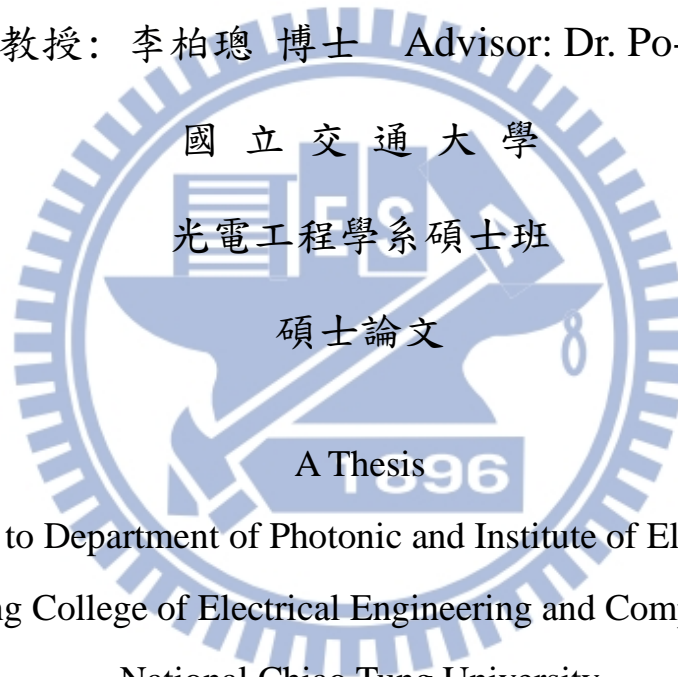 教授: 李柏璁 博士 Advisor: Dr. Po-
國 立 交 通 大 學
光電工程學系碩士班
碩士論文
A Thesis
1896
to Department of Photonic and Institute of El
ng College of Electrical Engineering and Comp
National Chiao Tung University